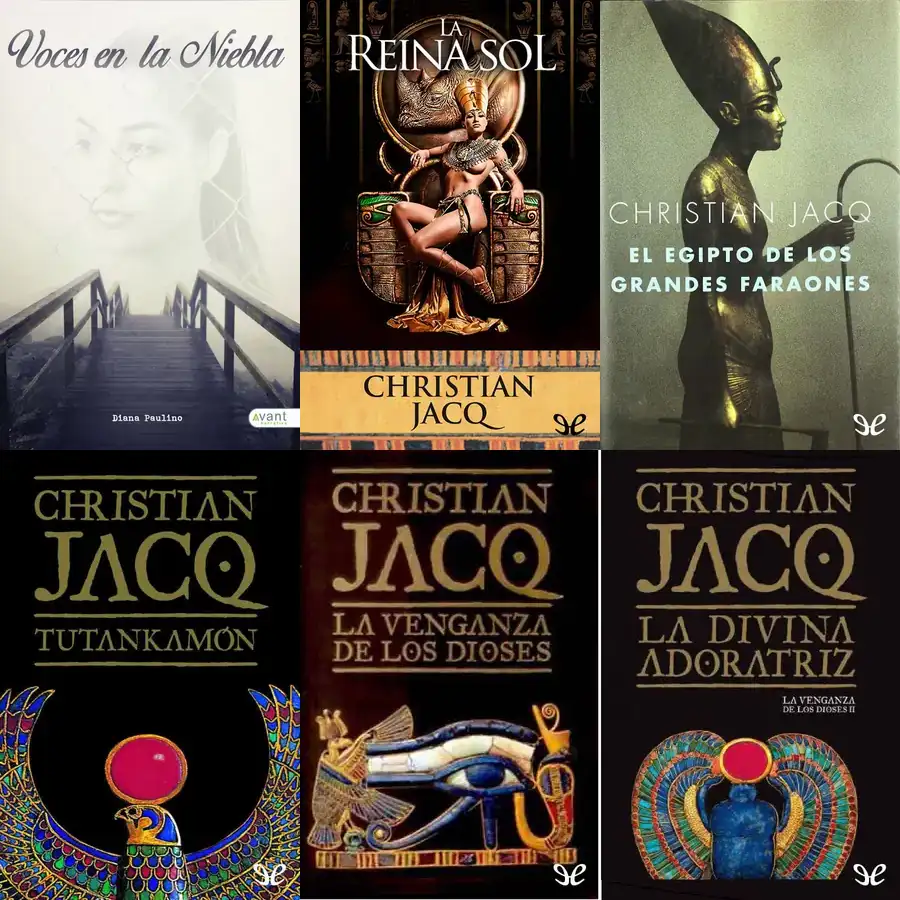 Voces en la Niebla
Diana Paulino
Avant
narrativa
LA
REINA SOL
CHRISTIAN
JACQ
CHRISTIAN JACQ
EL EGIPTO DE LOS
GRANDES FARAONES
CHRISTIAN
JACQ
TUTANKAMÓN
CHRISTIAN
JACQ
LA VENGANZA
DE LOS DIOSES
CHRISTIAN
JACQ
LA DIVINA
ADORATRIZ
LA VENGANZA
DE LOS DIOSES II